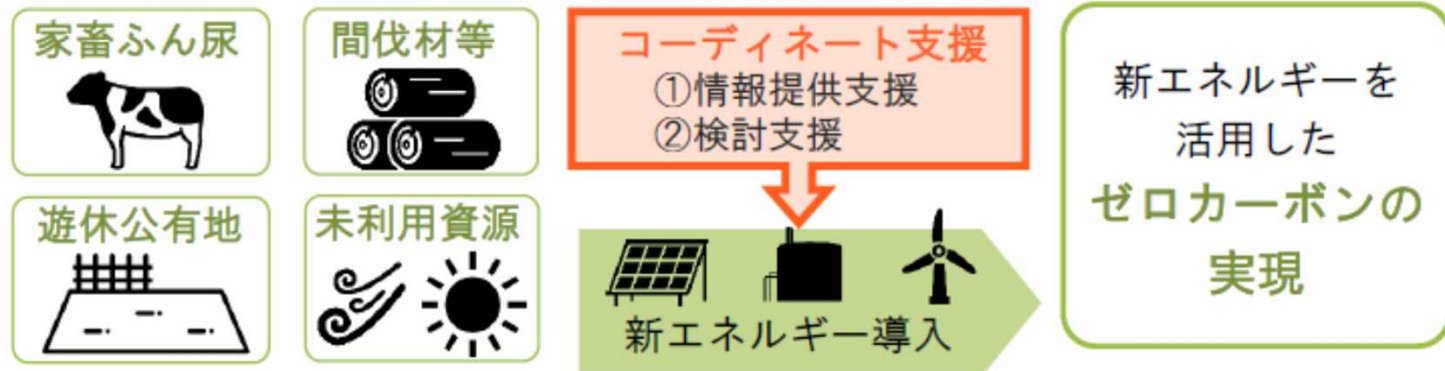 家畜ふん尿
間伐材等
遊休公有地
未利用資源
コーディネート支援
①情報提供支援
②検討支援
新エネルギー導入
新エネルギーを
活用した
ゼロカーボンの
実現